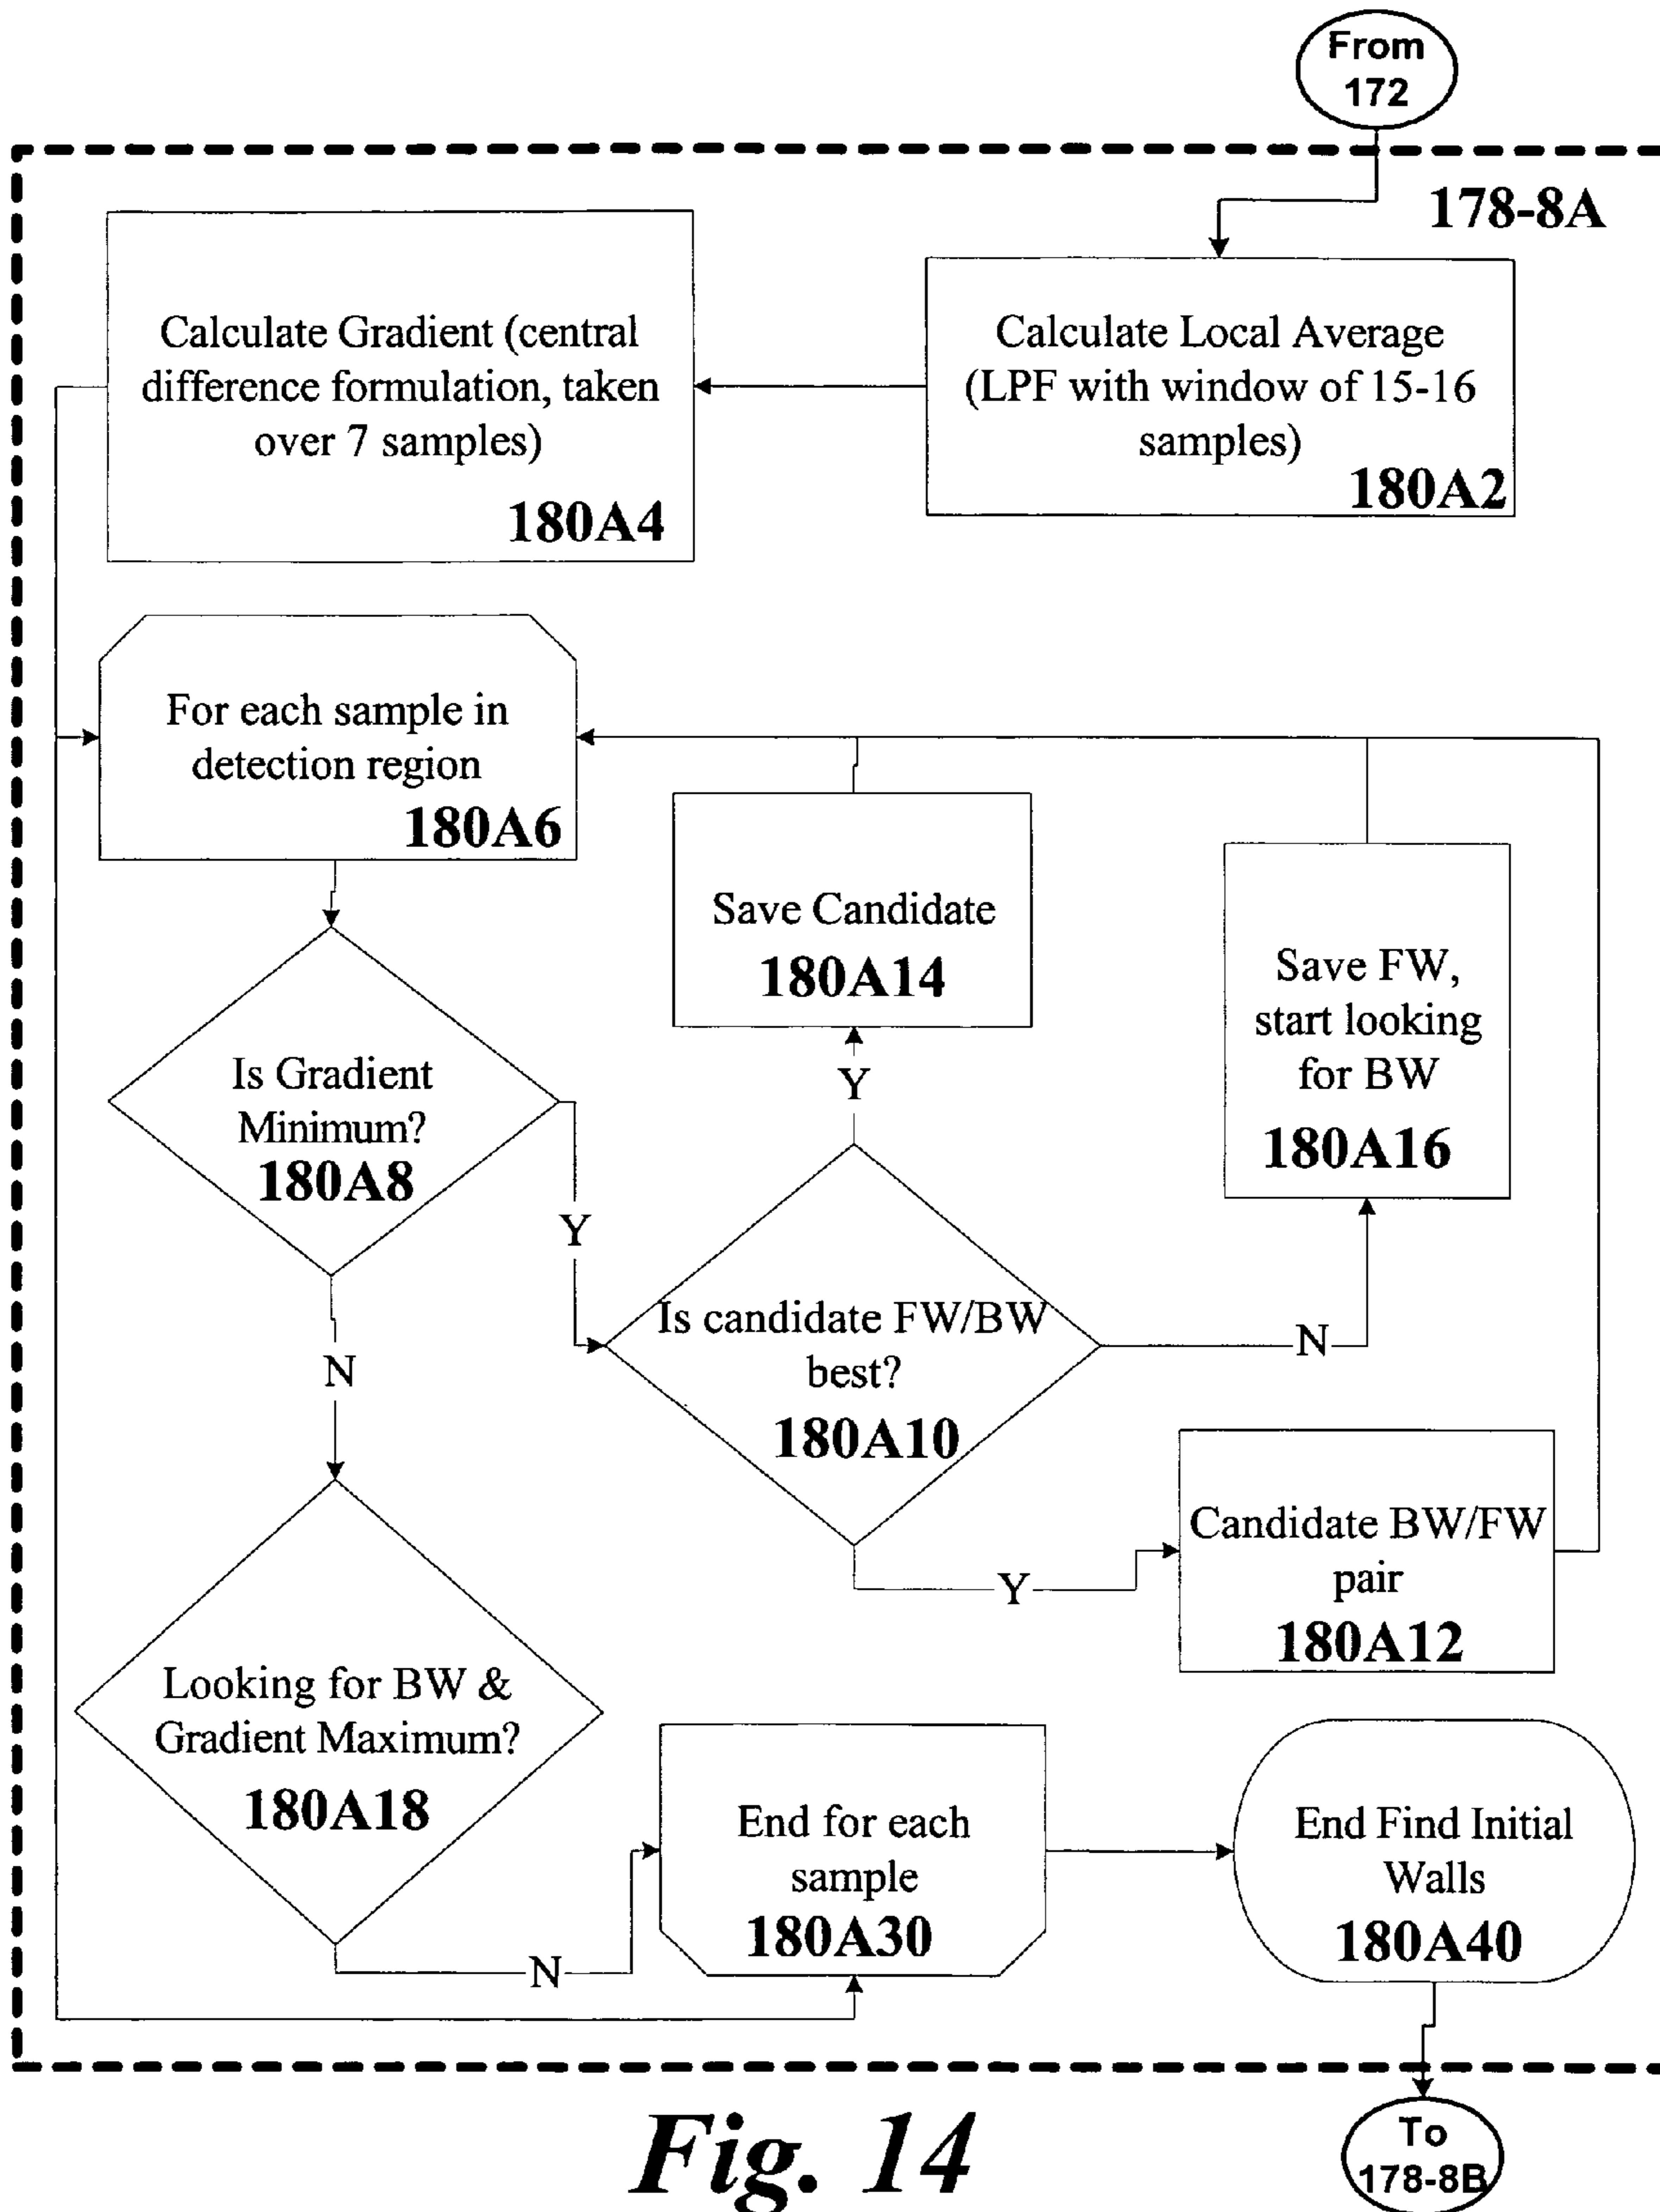 From
172
178-8A
Calculate Gradient (central
difference formulation, taken
over 7 samples)
180A4
Calculate Local Average
(LPF with window of 15-16
samples)
180A2
For each sample in
detection region
180A6
Save Candidate
180A14
Save FW,
start looking
for BW
180A16
Is Gradient
Minimum?
180A8
Y
Y
N
Is candidate FW/BW
best?
180A10
N
Y
Candidate BW/FW
pair
180A12
Looking for BW &
Gradient Maximum?
180A18
N
End for each
sample
180A30
End Find Initial
Walls
180A40
To
178-8B
Fig. 14